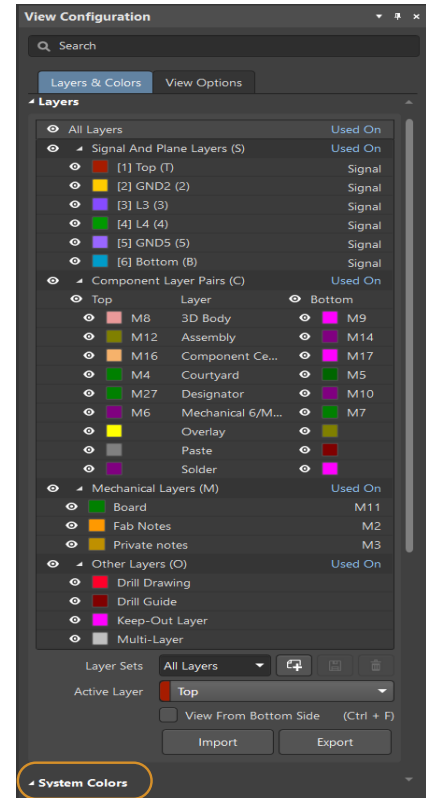 View Configuration
Search
Layers & Colors View Options
Layers
All Layers Used On
Signal And Plane Layers (S) Used On
[1] Top (T) Signal
[2] GND2 (2) Signal
[3] L3 (3) Signal
[4] L4 (4) Signal
[5] GND5 (5) Signal
[6] Bottom (B) Signal
Component Layer Pairs (C) Used On
Top Layer Bottom
M8 3D Body M9
M12 Assembly M14
M16 Component Ce... M17
M4 Courtyard M5
M27 Designator M10
M6 Mechanical 6/M... M7
Overlay
Paste
Solder
Mechanical Layers (M) Used On
Board M11
Fab Notes M2
Private notes M3
Other Layers (O) Used On
Drill Drawing
Drill Guide
Keep-Out Layer
Multi-Layer
Layer Sets All Layers
Active Layer Top
View From Bottom Side (Ctrl + F)
Import Export
System Colors